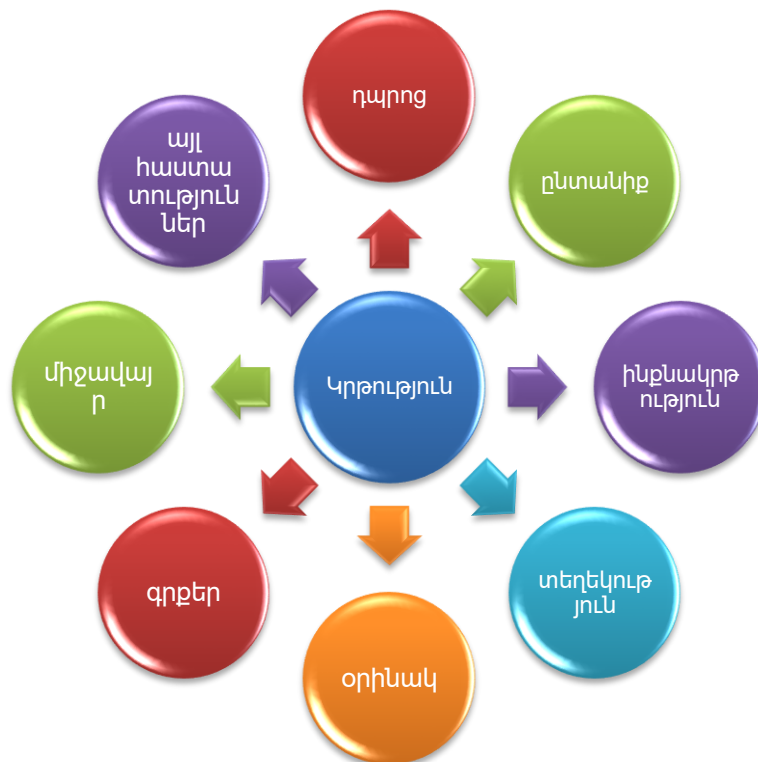 դպրոց
այլ
հաստա
տություն
ներ
ընտանիք
միջավայ
ր
Կրթություն
ինքնակրթ
ություն
գրքեր
տեղեկութ
յուն
օրինակ